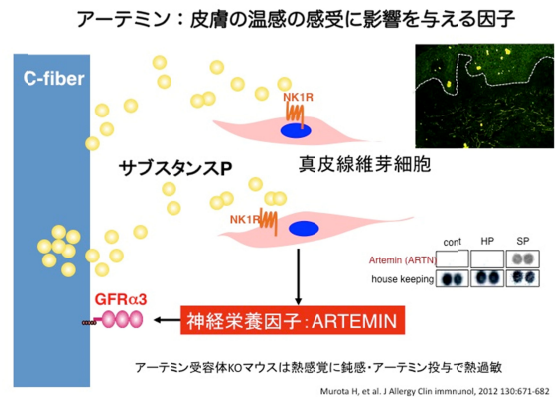 アーテミン：皮膚の温感の感受に影響を与える因子
C-fiber
NK1R
サブスタンスP
真皮線維芽細胞
NK1R
cont HP SP
Artemin (ARTN)
house keeping
GFRα3
神経栄養因子：ARTEMIN
アーテミン受容体KOマウスは熱感覚に鈍感・アーテミン投与で熱過敏
Murota H, et al. J Allergy Clin immunol, 2012 130:671-682